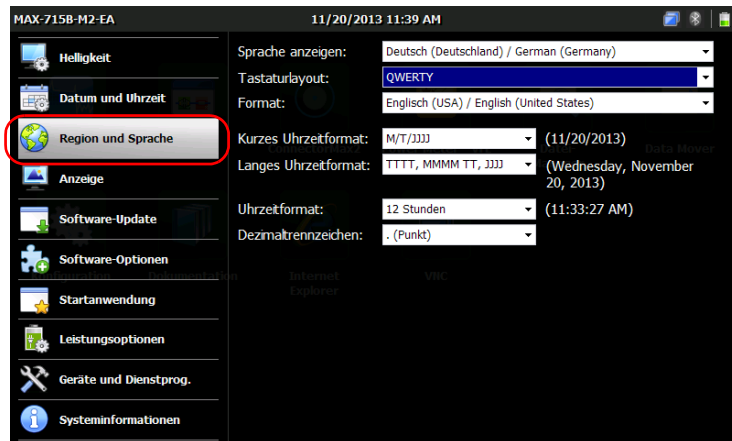 MAX-715B-M2-EA 11/20/2013 11:39 AM
Helligkeit
Datum und Uhrzeit
Region und Sprache
Anzeige
Software-Update
Software-Optionen
Startanwendung
Leistungsoptionen
Geräte und Dienstprog.
Systeminformationen
Sprache anzeigen: Deutsch (Deutschland) / German (Germany)
Tastaturlayout: QWERTY
Format: Englisch (USA) / English (United States)
Kurzes Uhrzeitformat: M/T/JJJJ (11/20/2013)
Langes Uhrzeitformat: TTTT, MMMM TT, JJJJ (Wednesday, November
20, 2013)
Uhrzeitformat: 12 Stunden (11:33:27 AM)
Dezimaltrennzeichen: . (Punkt)
Data Mover
Dokumentation
Internet
Explorer
VNC